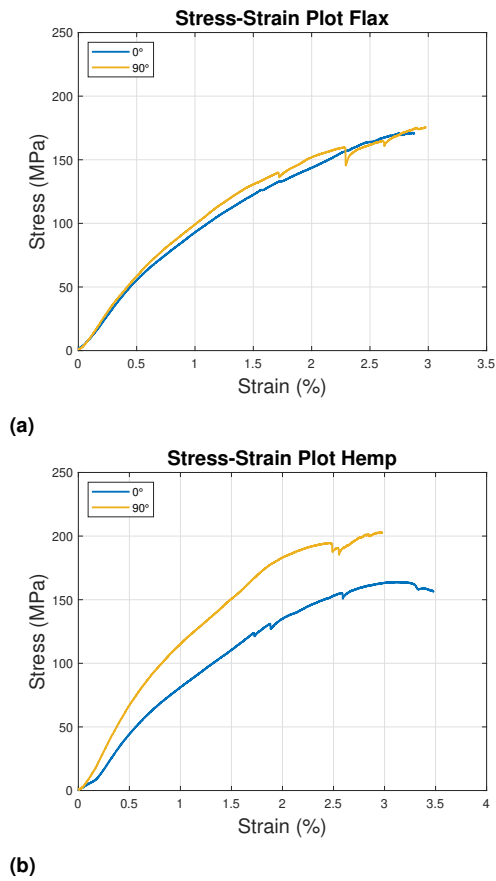 Stress-Strain Plot Flax
250
0°
90°
200
150
100
50
0
Stress (MPa)
0 0.5 1 1.5 2 2.5 3 3.5
Strain (%)
(a)
Stress-Strain Plot Hemp
250
0°
90°
200
150
100
50
0
Stress (MPa)
0 0.5 1 1.5 2 2.5 3 3.5 4
Strain (%)
(b)